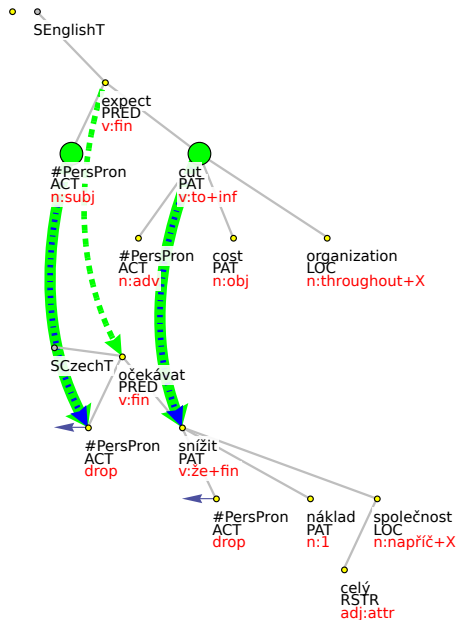 SEnglishT
expect
PRED
v:fin
#PersPron
ACT
n:subj
cut
PAT
v:to+inf
#PersPron
ACT
n:adv
cost
PAT
n:obj
organization
LOC
n:throughout+X
SCzechT
očekávat
PRED
v:fin
#PersPron
ACT
drop
snížit
PAT
v:že+fin
#PersPron
ACT
drop
náklad
PAT
n:1
společnost
LOC
n:napříč+X
celý
RSTR
adj:attr